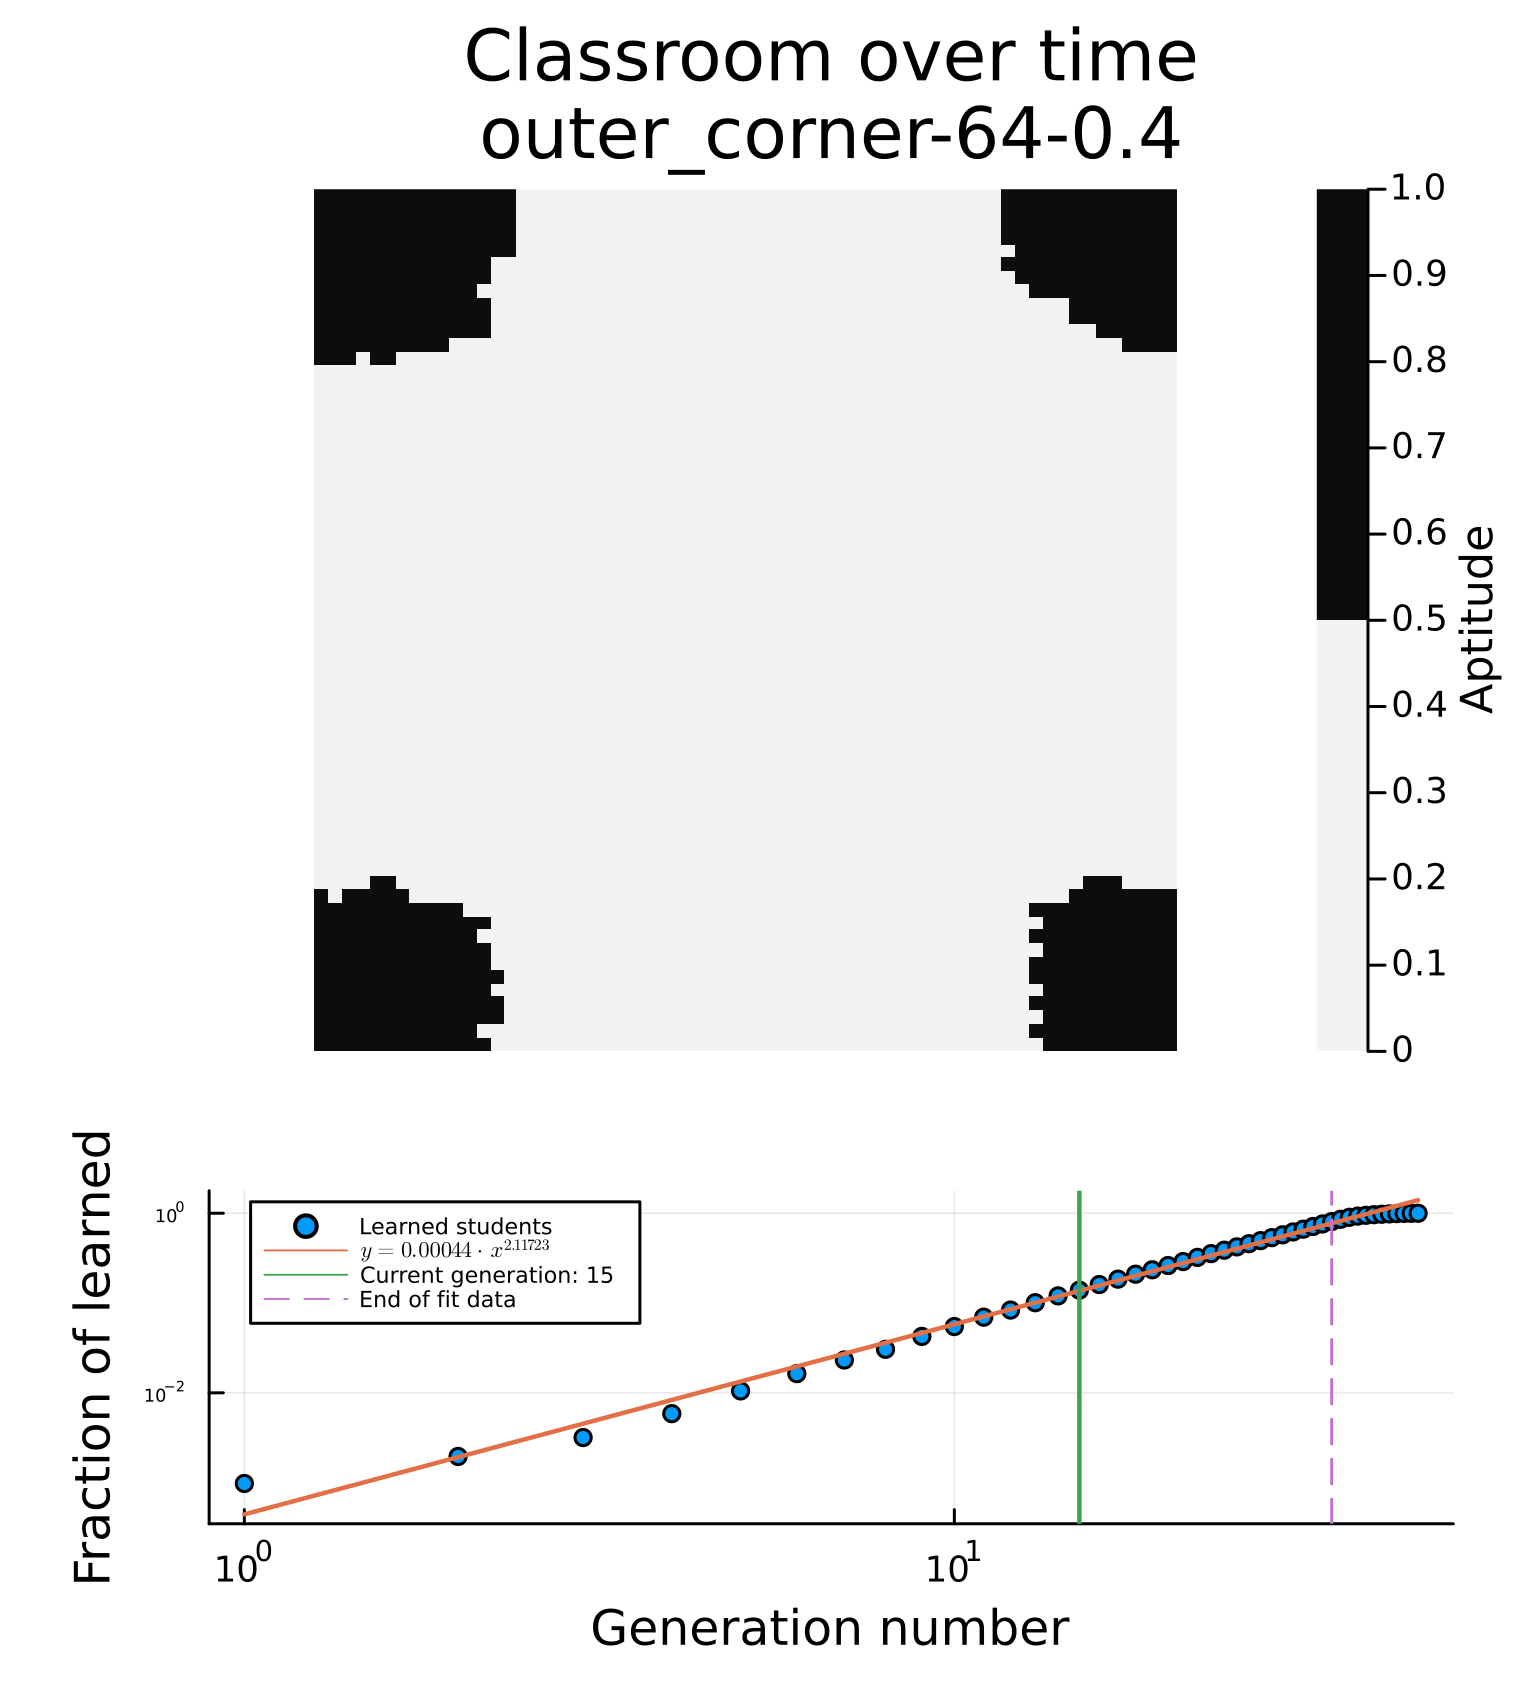 Classroom over time
outer_corner-64-0.4
1.0
0.9
0.8
0.7
0.6
0.5
0.4
0.3
0.2
0.1
0
Aptitude
Fraction of learned
10⁰
10⁻²
Learned students
y = 0.00044 · x^2.11723
Current generation: 15
End of fit data
10⁰
10¹
Generation number